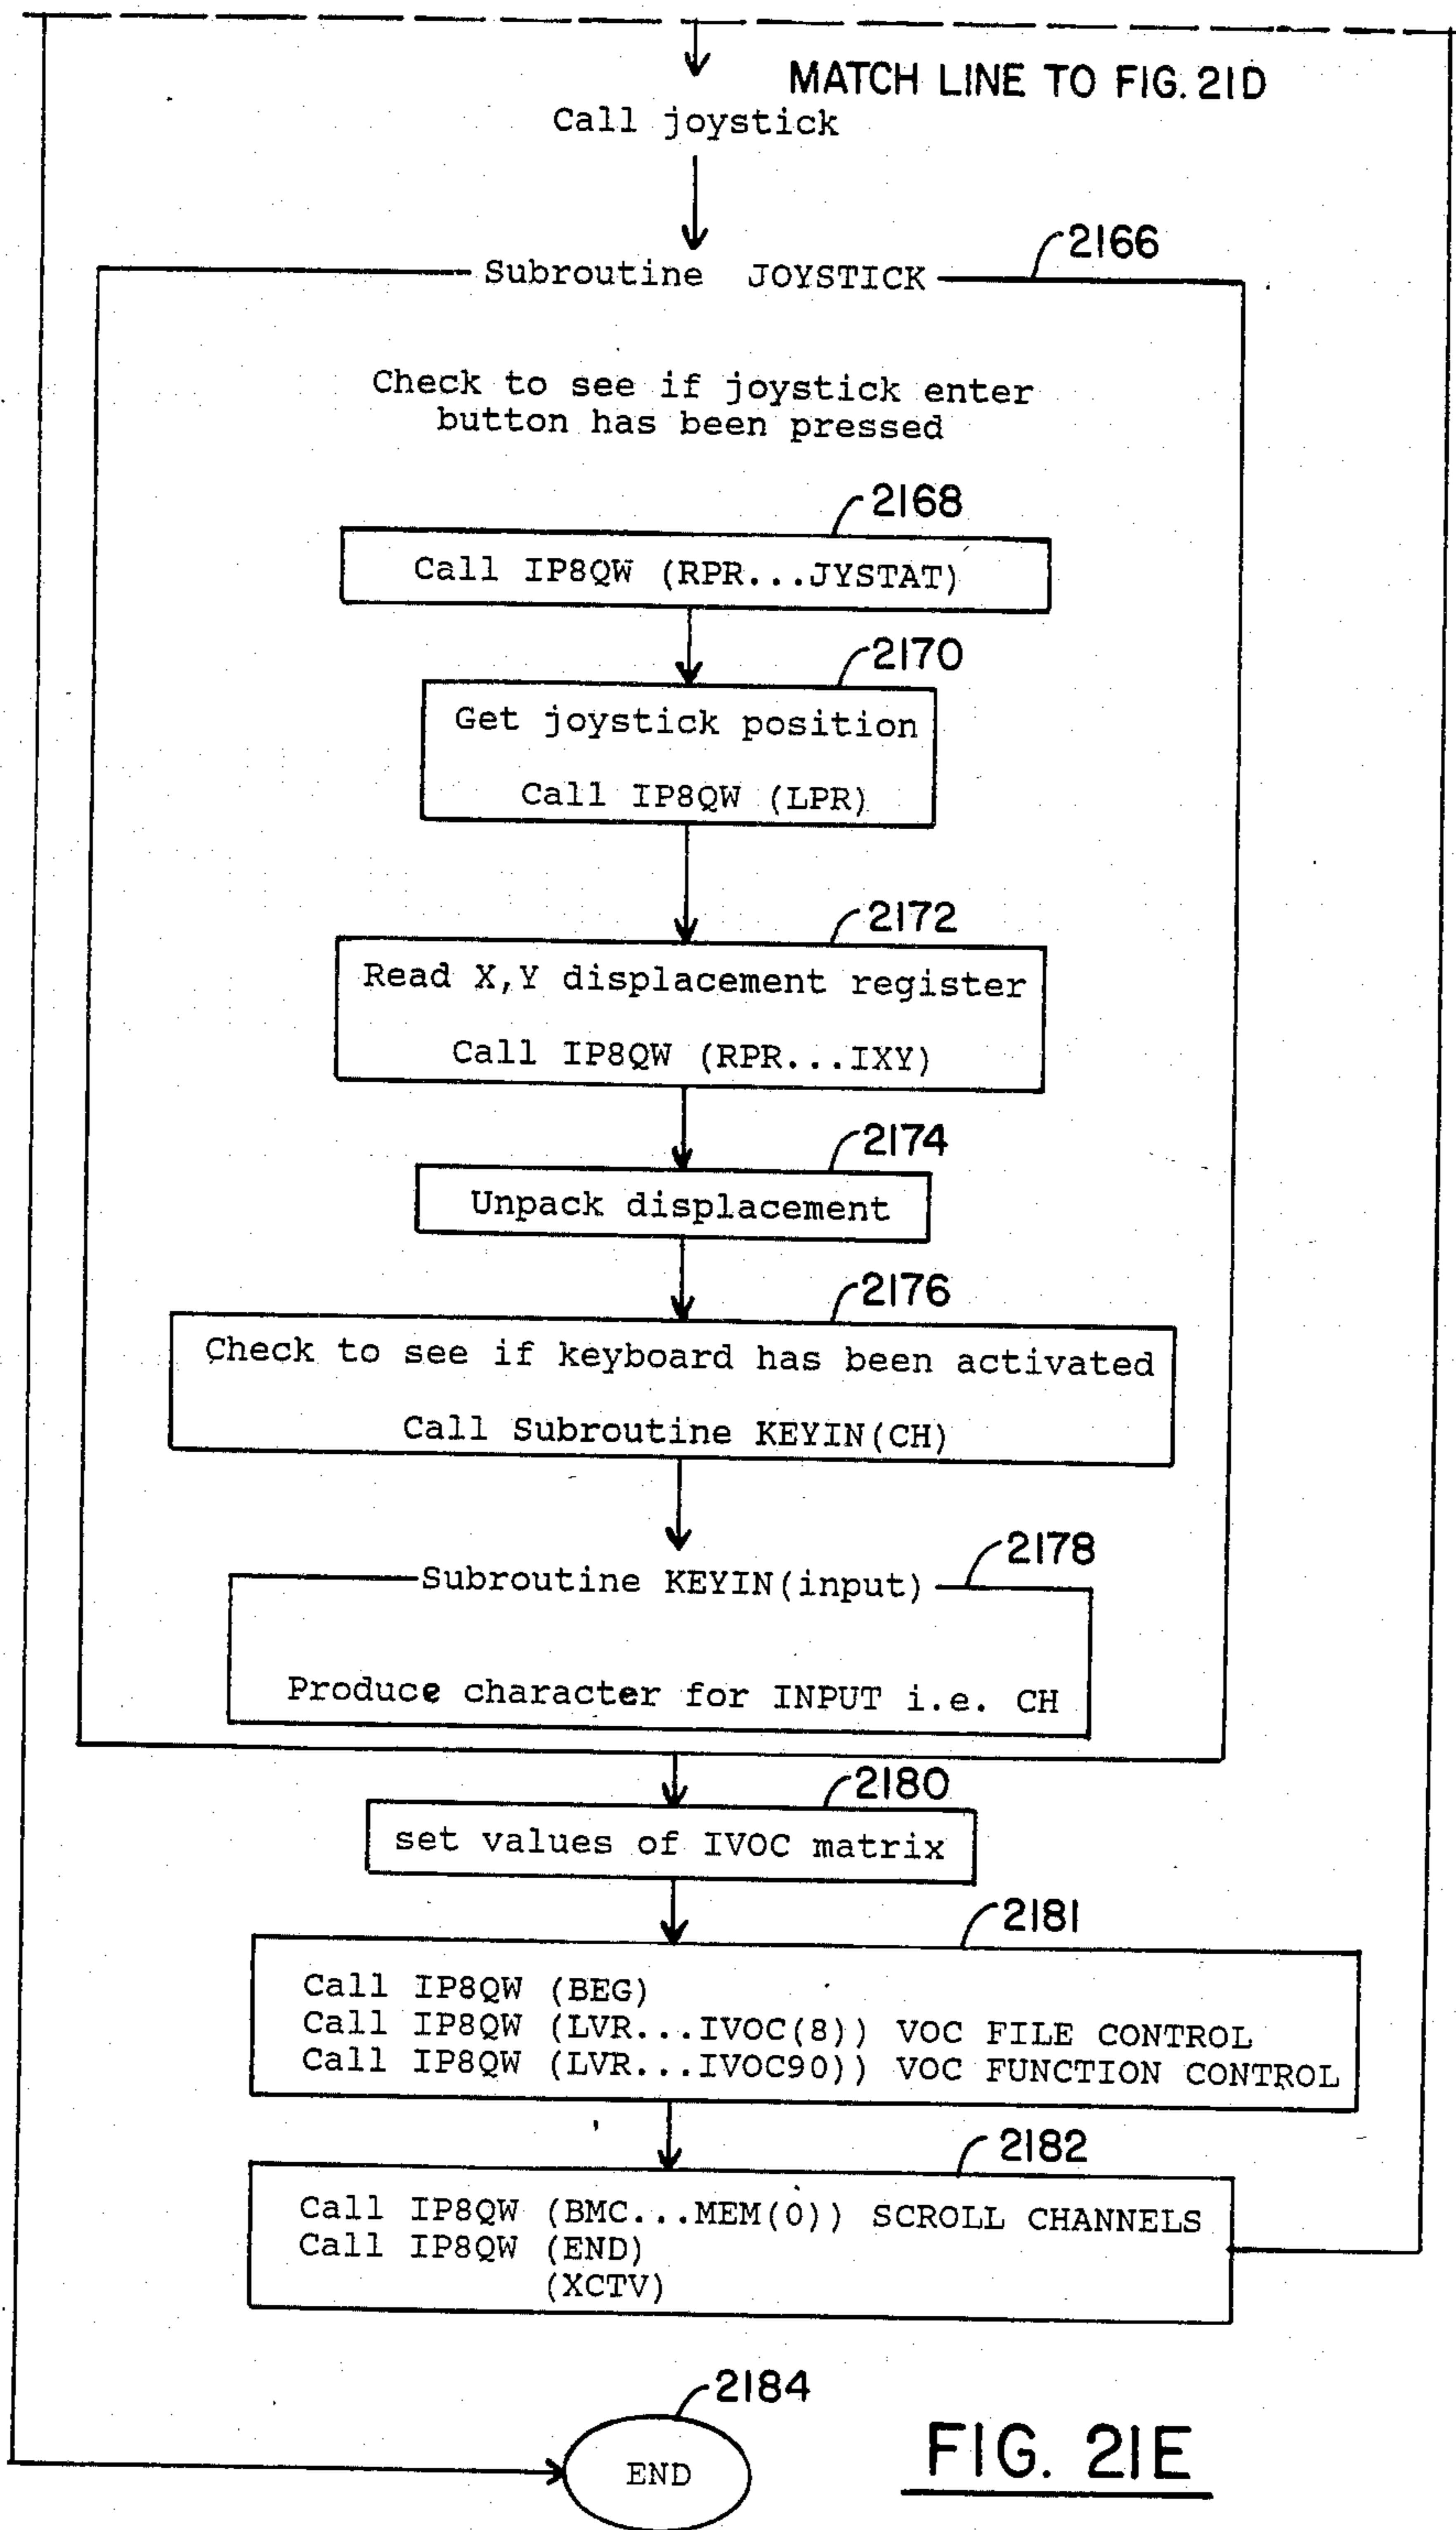 MATCH LINE TO FIG. 21D
Call joystick
2166
Subroutine JOYSTICK
Check to see if joystick enter
button has been pressed
2168
Call IP8QW (RPR...JYSTAT)
2170
Get joystick position
Call IP8QW (LPR)
2172
Read X,Y displacement register
Call IP8QW (RPR...IXY)
2174
Unpack displacement
2176
Check to see if keyboard has been activated
Call Subroutine KEYIN(CH)
2178
Subroutine KEYIN(input)
Produce character for INPUT i.e. CH
2180
set values of IVOC matrix
2181
Call IP8QW (BEG)
Call IP8QW (LVR...IVOC(8)) VOC FILE CONTROL
Call IP8QW (LVR...IVOC90)) VOC FUNCTION CONTROL
2182
Call IP8QW (BMC...MEM(0)) SCROLL CHANNELS
Call IP8QW (END)
(XCTV)
2184
END
FIG. 21E